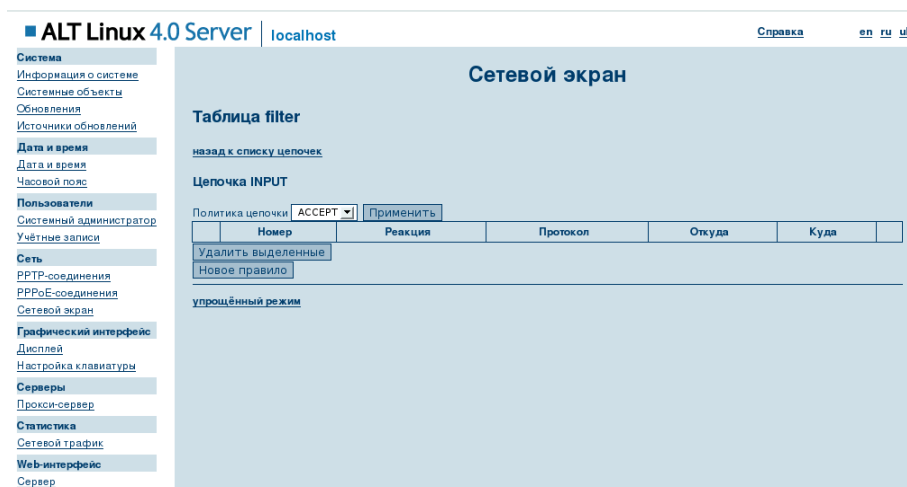 ALT Linux 4.0 Server localhost
Справка en ru
Система
Информация о системе
Системные объекты
Обновления
Источники обновлений
Дата и время
Дата и время
Часовой пояс
Пользователи
Системный администратор
Учётные записи
Сеть
PPTP-соединения
PPPoE-соединения
Сетевой экран
Графический интерфейс
Дисплей
Настройка клавиатуры
Серверы
Прокси-сервер
Статистика
Сетевой трафик
Web-интерфейс
Сервер
Сетевой экран
Таблица filter
назад к списку цепочек
Цепочка INPUT
Политика цепочки ACCEPT Применить
Номер Реакция Протокол Откуда Куда
Удалить выделенные
Новое правило
упрощённый режим